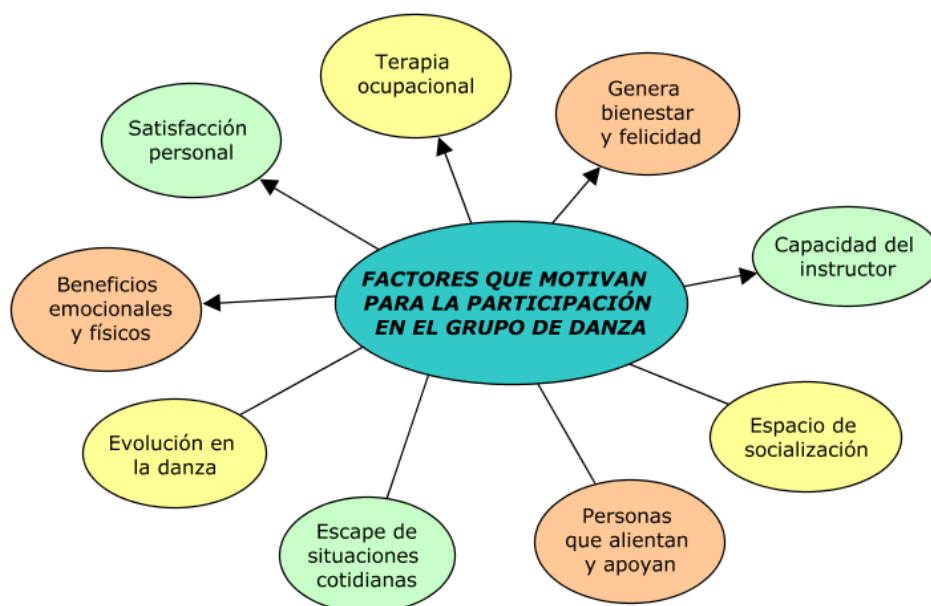 Terapia
ocupacional
Genera
bienestar
y felicidad
Satisfacción
personal
Capacidad del
instructor
FACTORES QUE MOTIVAN
PARA LA PARTICIPACIÓN
EN EL GRUPO DE DANZA
Beneficios
emocionales
y físicos
Evolución en
la danza
Espacio de
socialización
Escape de
situaciones
cotidianas
Personas
que alientan
y apoyan